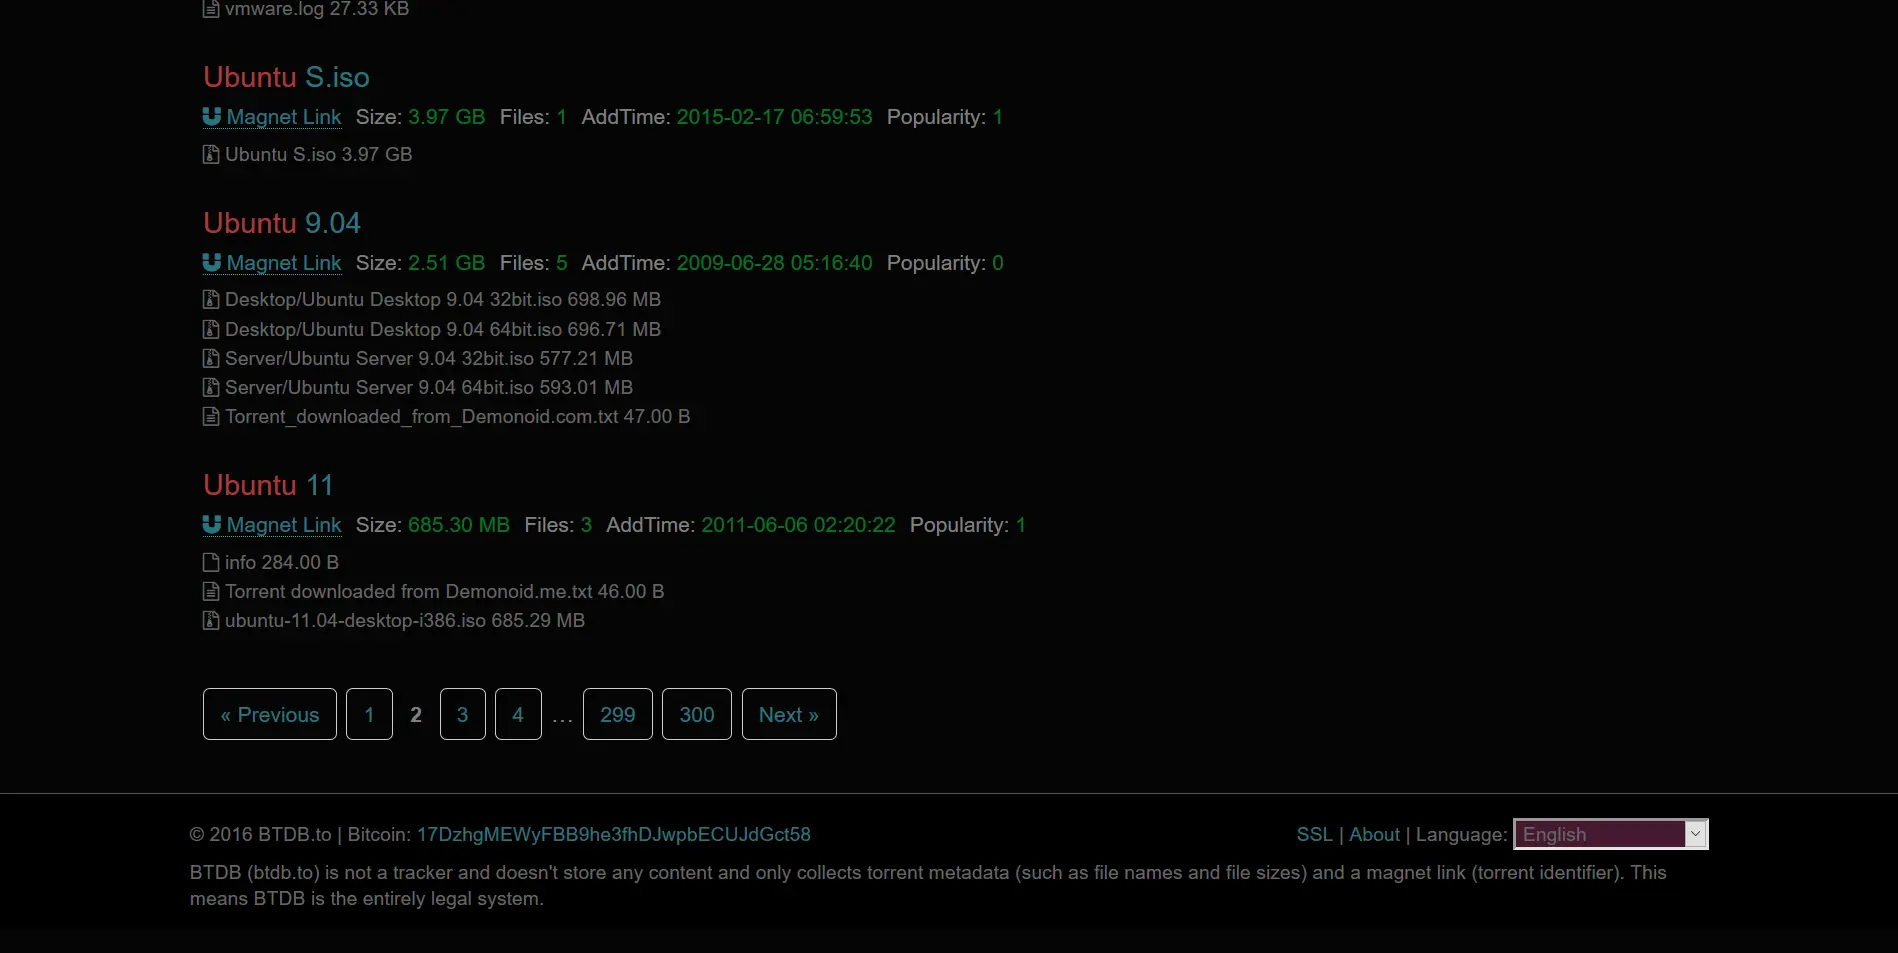 vmware.log 27.33 KB
Ubuntu S.iso
Magnet Link Size: 3.97 GB Files: 1 AddTime: 2015-02-17 06:59:53 Popularity: 1
Ubuntu S.iso 3.97 GB
Ubuntu 9.04
Magnet Link Size: 2.51 GB Files: 5 AddTime: 2009-06-28 05:16:40 Popularity: 0
Desktop/Ubuntu Desktop 9.04 32bit.iso 698.96 MB
Desktop/Ubuntu Desktop 9.04 64bit.iso 696.71 MB
Server/Ubuntu Server 9.04 32bit.iso 577.21 MB
Server/Ubuntu Server 9.04 64bit.iso 593.01 MB
Torrent_downloaded_from_Demonoid.com.txt 47.00 B
Ubuntu 11
Magnet Link Size: 685.30 MB Files: 3 AddTime: 2011-06-06 02:20:22 Popularity: 1
info 284.00 B
Torrent downloaded from Demonoid.me.txt 46.00 B
ubuntu-11.04-desktop-i386.iso 685.29 MB
« Previous 1 2 3 4 ... 299 300 Next »
© 2016 BTDB.to | Bitcoin: 17DzhgMEWyFBB9he3fhDJwpbECUJdGct58 SSL | About | Language: English
BTDB (btdb.to) is not a tracker and doesn't store any content and only collects torrent metadata (such as file names and file sizes) and a magnet link (torrent identifier). This
means BTDB is the entirely legal system.